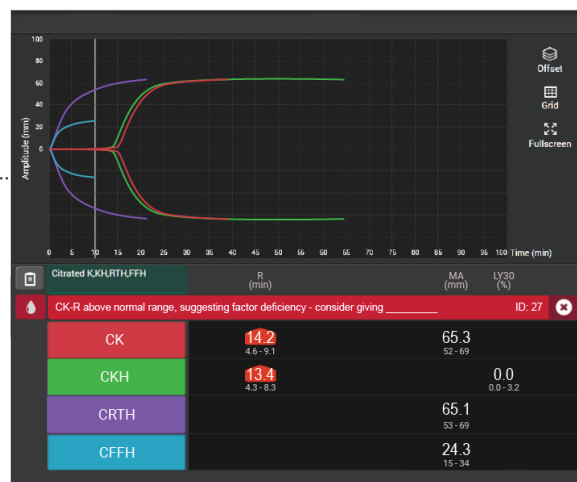 100
80
60
40
20
0
Amplitude (mm)
Offset
Grid
Fullscreen
0 5 10 15 20 25 30 35 40 45 50 55 60 65 70 75 80 85 90 95 100 Time (min)
Citrated K,KH,RTH,FFH R (min) MA (mm) LY30 (%)
CK-R above normal range, suggesting factor deficiency - consider giving _________ ID: 27
CK 14.2 65.3
4.6 - 9.1 52 - 69
CKH 13.4 0.0
4.3 - 8.3 0.0 - 3.2
CRTH 65.1
53 - 69
CFFH 24.3
15 - 34